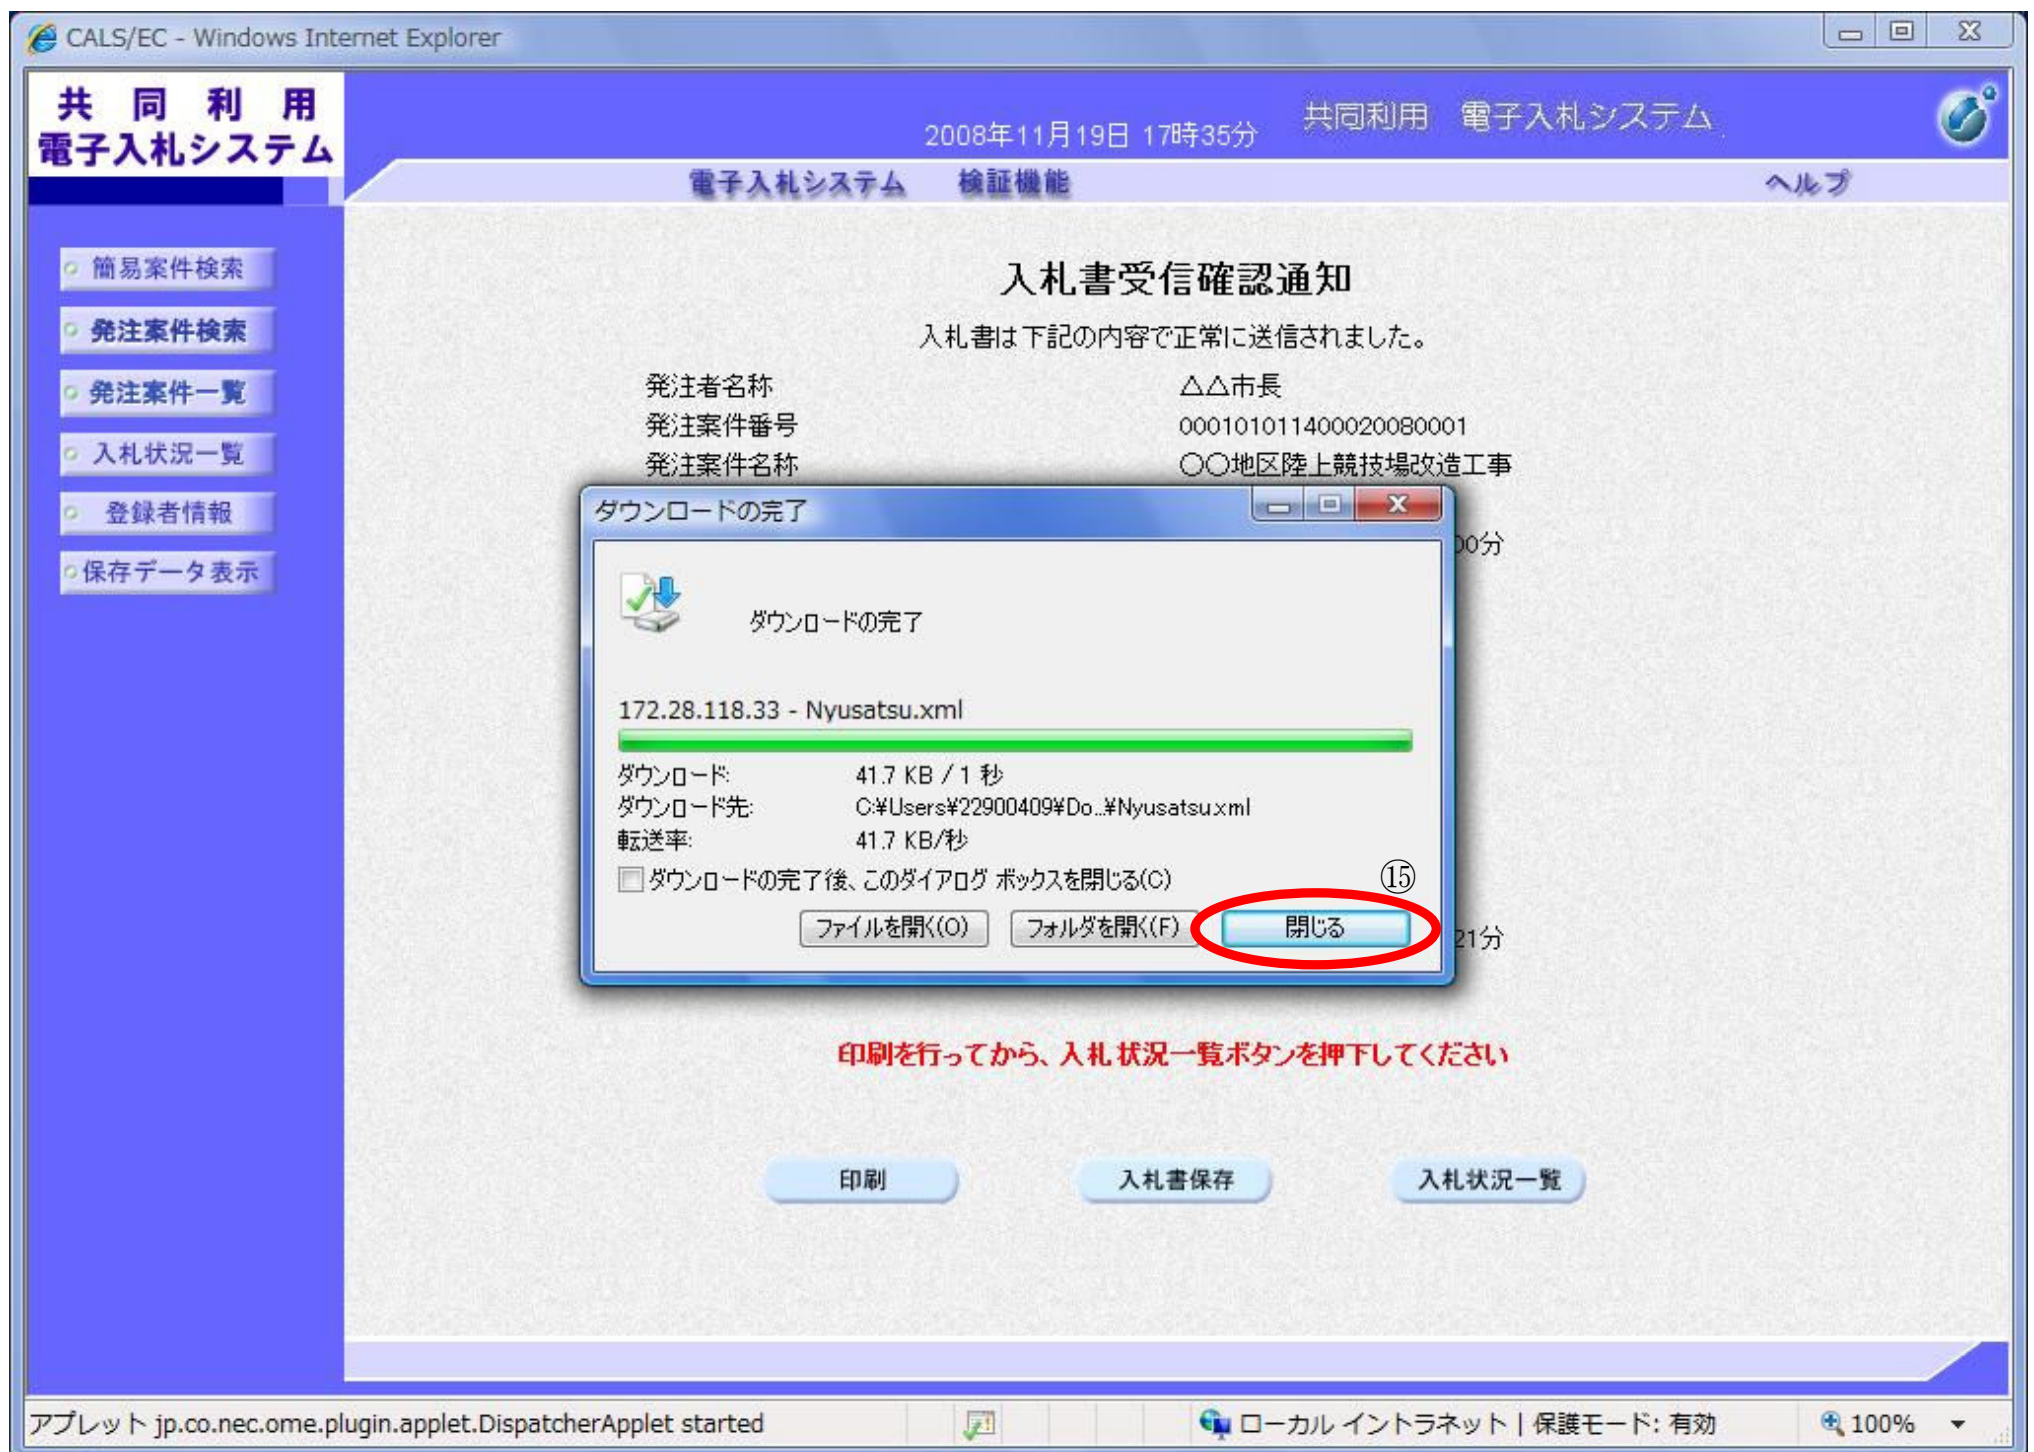 CALS/EC - Windows Internet Explorer
共同利用
電子入札システム
2008年11月19日 17時35分
共同利用 電子入札システム
電子入札システム 検証機能 ヘルプ
簡易案件検索
発注案件検索
発注案件一覧
入札状況一覧
登録者情報
保存データ表示
入札書受信確認通知
入札書は下記の内容で正常に送信されました。
発注者名称 △△市長
発注案件番号 000101011400020080001
発注案件名称 〇〇地区陸上競技場改造工事
00分
ダウンロードの完了
ダウンロードの完了
172.28.118.33 - Nyusatsu.xml
ダウンロード: 41.7 KB / 1 秒
ダウンロード先: C:¥Users¥22900409¥Do...¥Nyusatsu.xml
転送率: 41.7 KB/秒
ダウンロードの完了後、このダイアログ ボックスを閉じる(C)
⑮
ファイルを開く(O) フォルダを開く(F) 閉じる
21分
印刷を行ってから、入札状況一覧ボタンを押下してください
印刷 入札書保存 入札状況一覧
アプレット jp.co.nec.ome.plugin.applet.DispatcherApplet started
ローカル イントラネット | 保護モード: 有効
100%